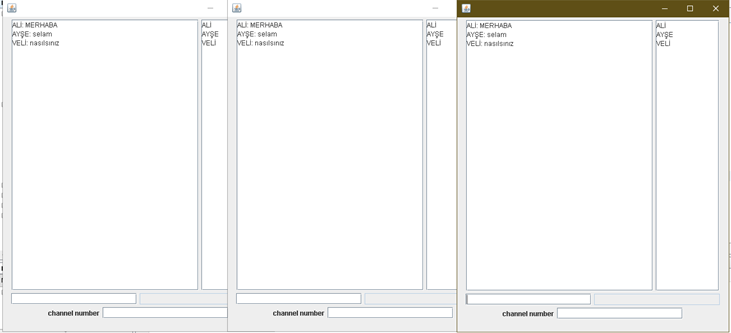 ALİ: MERHABA
AYŞE: selam
VELİ: nasılsınız
ALİ
AYŞE
VELİ
channel number
ALİ: MERHABA
AYŞE: selam
VELİ: nasılsınız
ALİ
AYŞE
VELİ
channel number
ALİ: MERHABA
AYŞE: selam
VELİ: nasılsınız
ALİ
AYŞE
VELİ
channel number